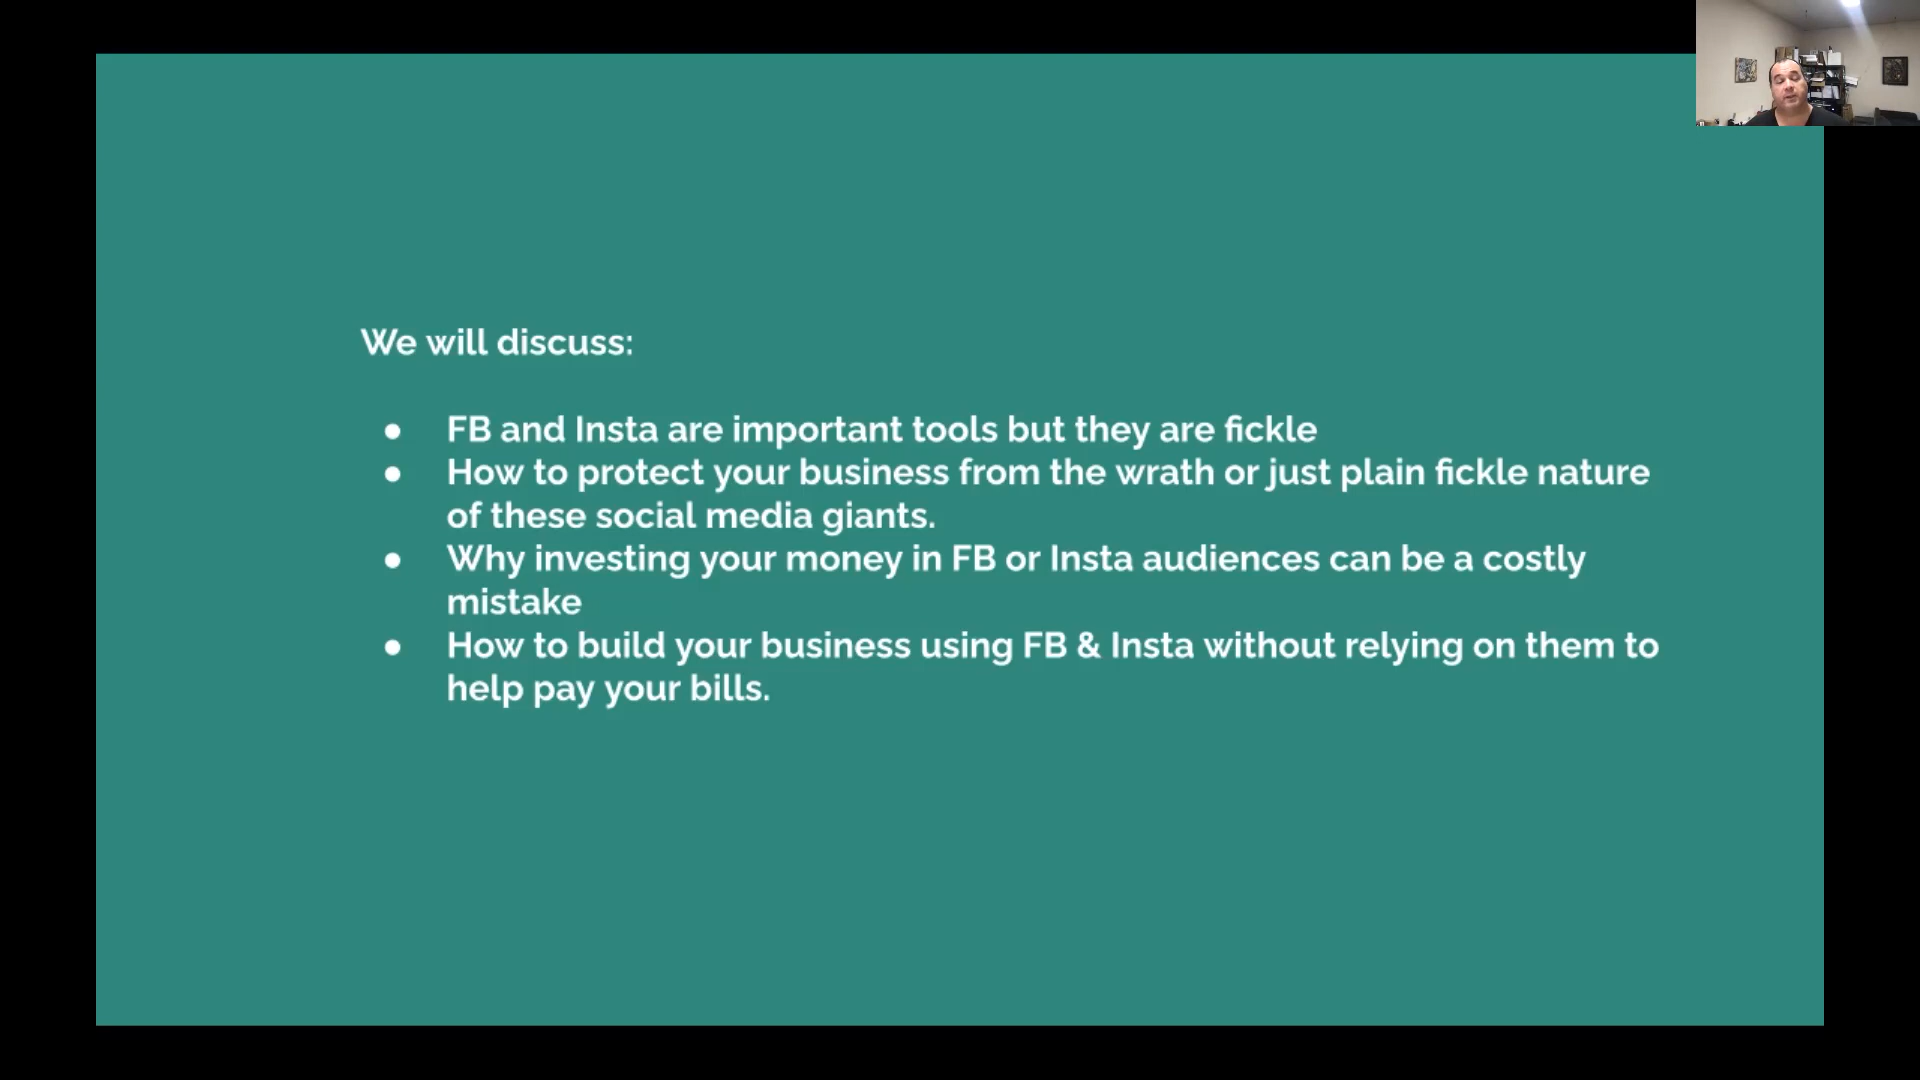 We will discuss:
● FB and Insta are important tools but they are fickle
● How to protect your business from the wrath or just plain fickle nature
of these social media giants.
● Why investing your money in FB or Insta audiences can be a costly
mistake
● How to build your business using FB & Insta without relying on them to
help pay your bills.